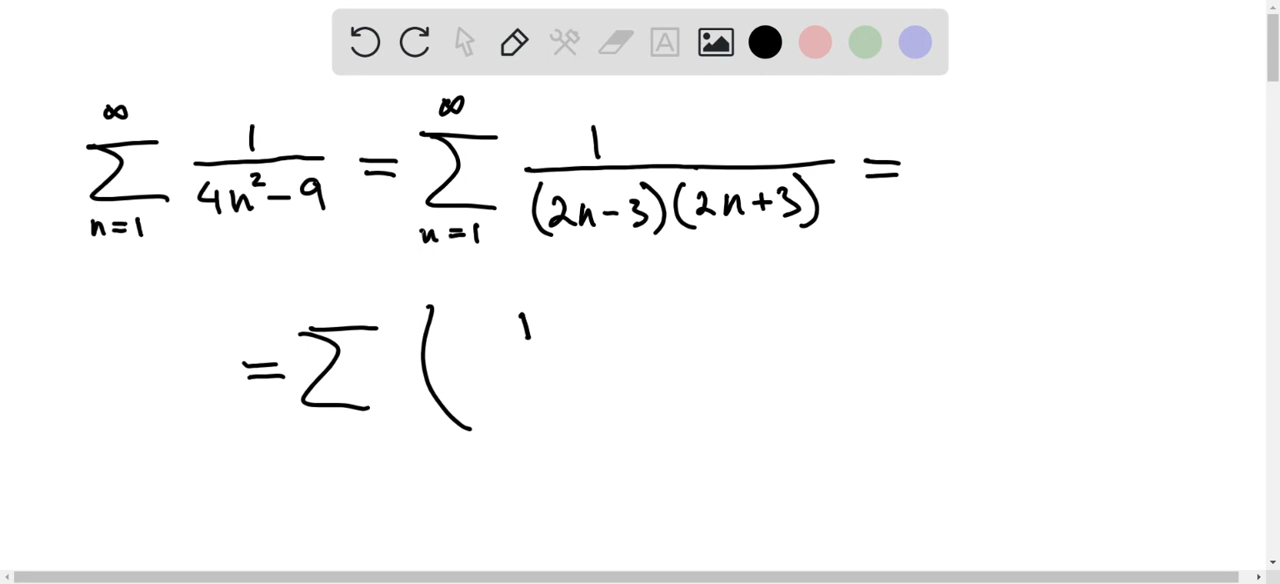 ∑_{n=1}^{∞} 1/(4n²-9) = ∑_{n=1}^{∞} 1/((2n-3)(2n+3)) =
= ∑ ( 1